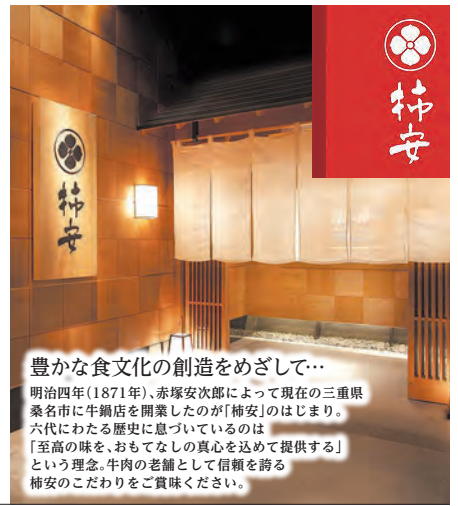 柿安
柿安
豊かな食文化の創造をめざして…
明治四年(1871年)、赤塚安次郎によって現在の三重県
桑名市に牛鍋店を開業したのが「柿安」のはじまり。
六代にわたる歴史に息づいているのは
「至高の味を、おもてなしの真心を込めて提供する」
という理念。牛肉の老舗として信頼を誇る
柿安のこだわりをご賞味ください。